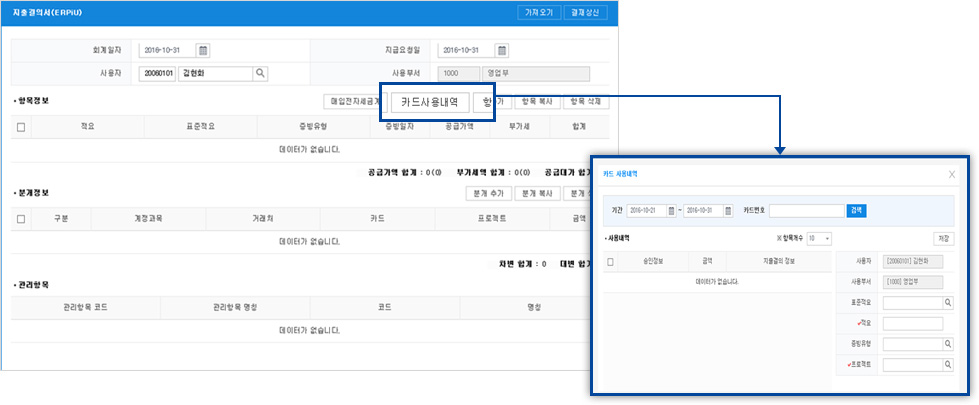 지출결의서(ERPiU) 가져오기 결재상신
회계일자 2016-10-31 지급요청일 2016-10-31
사용자 20060101 김현화 사용부서 1000 영업부
• 항목정보 매입전자세금계 카드사용내역 항 가 항목 복사 항목 삭제
적요 표준적요 증빙유형 증빙일자 공급가액 부가세 합계
데이터가 없습니다.
공급가액 합계 : 0(0) 부가세액 합계 : 0(0) 공급대가 합계
• 분개정보 분개 추가 분개 복사 분개
구분 계정과목 거래처 카드 프로젝트 금액
데이터가 없습니다.
차변 합계 : 0 대변 합계
• 관리항목
관리항목 코드 관리항목 명칭 코드 명칭
데이터가 없습니다.
카드 사용내역 X
기간 2016-10-21 ~ 2016-10-31 카드번호 검색
• 사용내역 ※ 항목개수 10 저장
승인정보 금액 지출결의 정보
데이터가 없습니다.
사용자 [20060101] 김현화
사용부서 [1000] 영업부
표준적요
✔적요
증빙유형
✔프로젝트